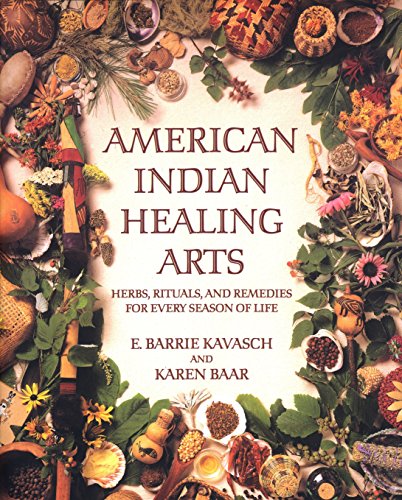 AMERICAN
INDIAN
HEALING
ARTS
HERBS, RITUALS, AND REMEDIES
FOR EVERY SEASON OF LIFE
E. BARRIE KAVASCH
AND
KAREN BAAR